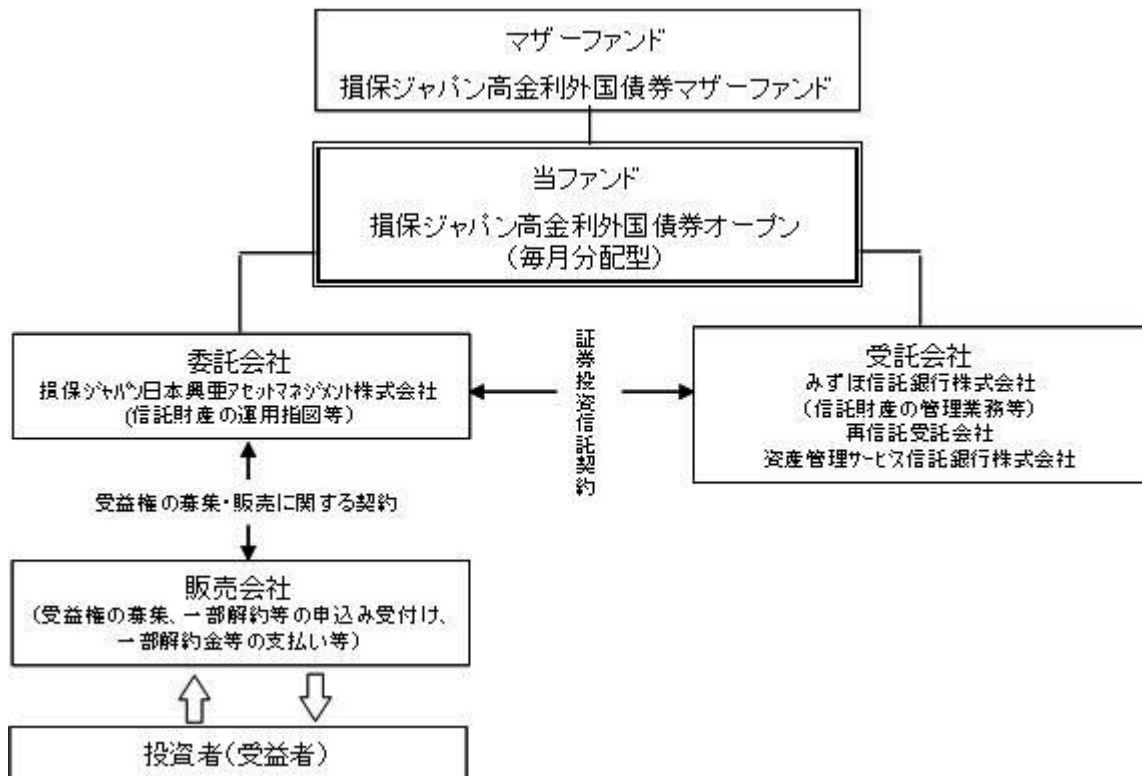 マザーファンド
損保ジャパン高金利外国債券マザーファンド
当ファンド
損保ジャパン高金利外国債券オープン
（毎月分配型）
委託会社
損保ジャパン日本興亜アセットマネジメント株式会社
(信託財産の運用指図等)
証券投資信託契約
受託会社
みずほ信託銀行株式会社
(信託財産の管理業務等)
再信託受託会社
資産管理サービス信託銀行株式会社
受益権の募集・販売に関する契約
販売会社
(受益権の募集、一部解約等の申込み受付け、
一部解約金等の支払い等)
投資者(受益者)